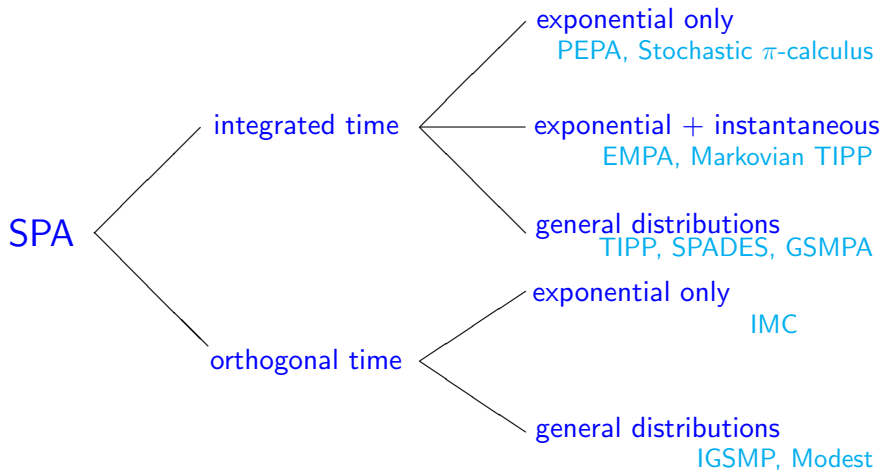 exponential only
PEPA, Stochastic π-calculus
integrated time
exponential + instantaneous
EMPA, Markovian TIPP
general distributions
TIPP, SPADES, GSMPA
SPA
exponential only
IMC
orthogonal time
general distributions
IGSMP, Modest